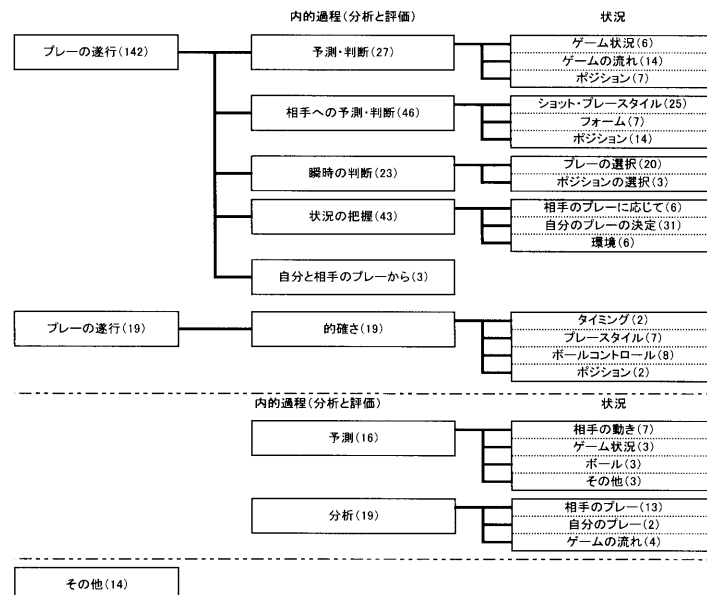 内的過程(分析と評価)
状況
プレーの遂行(142)
予測・判断(27)
ゲーム状況(6)
ゲームの流れ(14)
ポジション(7)
相手への予測・判断(46)
ショット・プレースタイル(25)
フォーム(7)
ポジション(14)
瞬時の判断(23)
プレーの選択(20)
ポジションの選択(3)
状況の把握(43)
相手のプレーに応じて(6)
自分のプレーの決定(31)
環境(6)
自分と相手のプレーから(3)
プレーの遂行(19)
的確さ(19)
タイミング(2)
プレースタイル(7)
ボールコントロール(8)
ポジション(2)
内的過程(分析と評価)
状況
予測(16)
相手の動き(7)
ゲーム状況(3)
ボール(3)
その他(3)
分析(19)
相手のプレー(13)
自分のプレー(2)
ゲームの流れ(4)
その他(14)